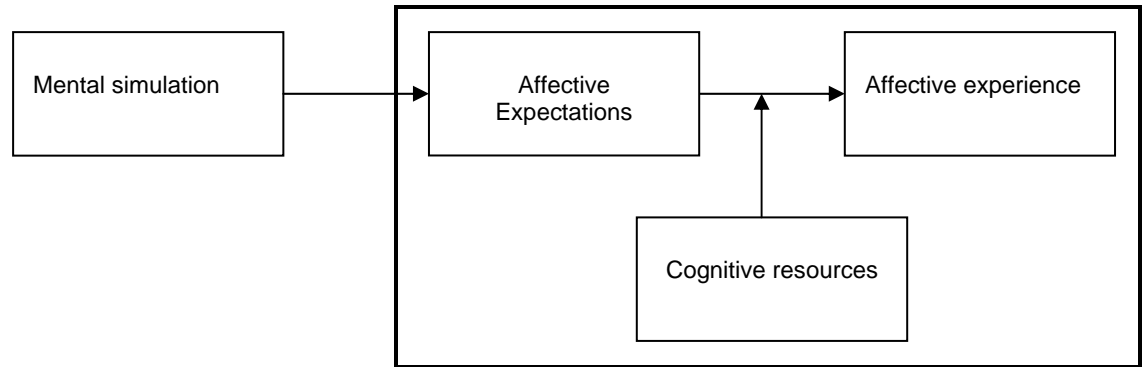 Mental simulation
Affective
Expectations
Affective experience
Cognitive resources